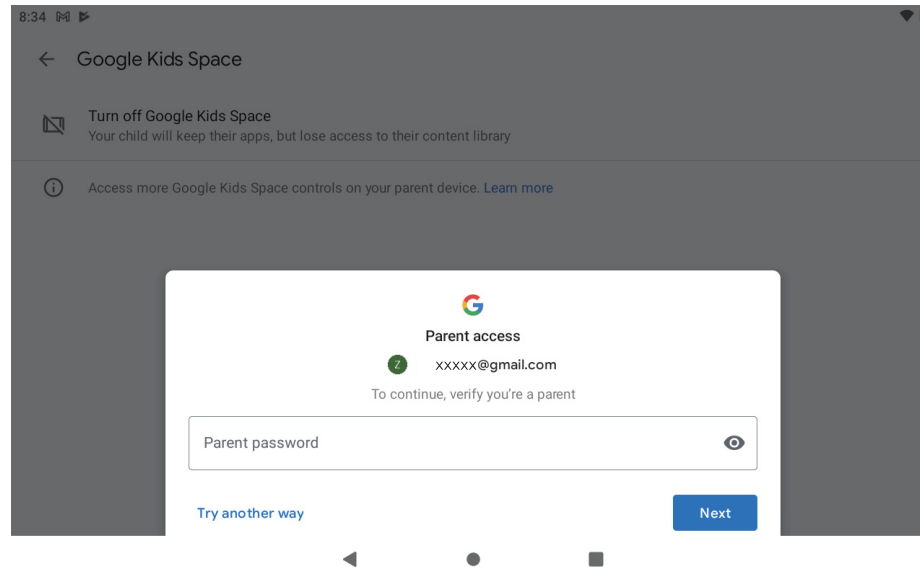 8:34
Google Kids Space
Turn off Google Kids Space
Your child will keep their apps, but lose access to their content library
Access more Google Kids Space controls on your parent device. Learn more
G
Parent access
Z xxxxx@gmail.com
To continue, verify you're a parent
Parent password
Try another way
Next